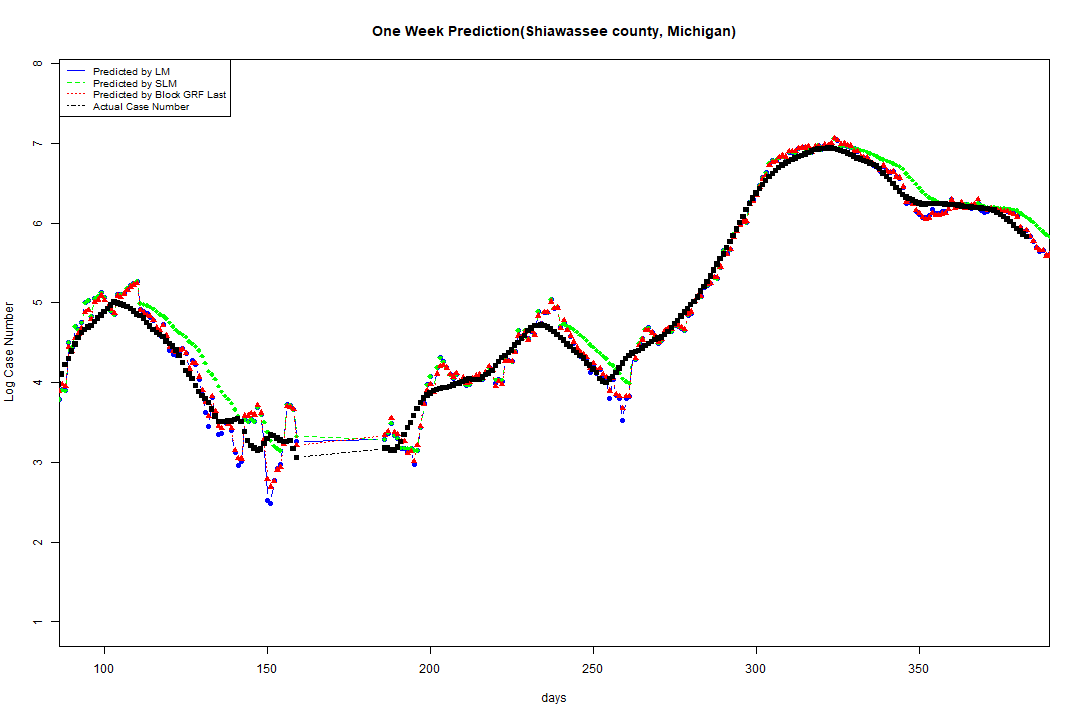 One Week Prediction(Shiawassee county, Michigan)
Predicted by LM
Predicted by SLM
Predicted by Block GRF Last
Actual Case Number
8
7
6
5
4
3
2
1
Log Case Number
100 150 200 250 300 350
days